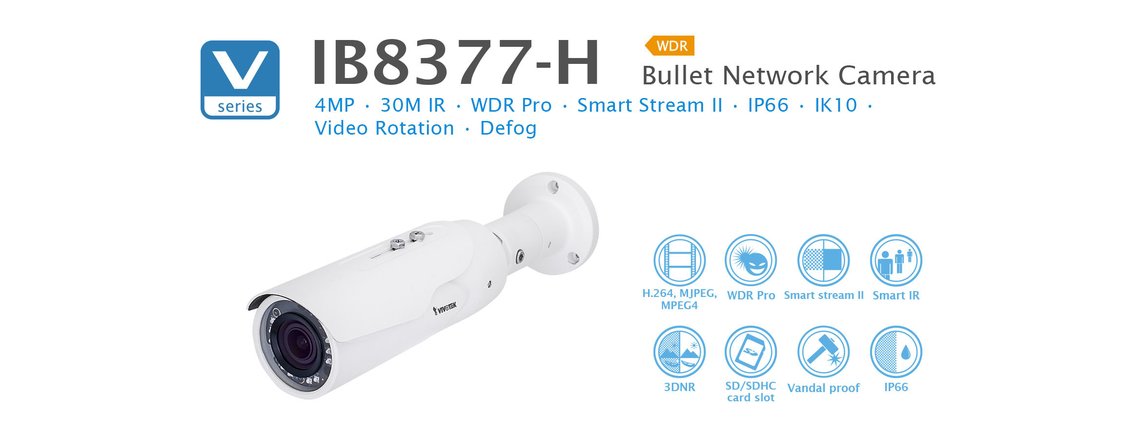 V
series
IB8377-H
WDR
Bullet Network Camera
4MP · 30M IR · WDR Pro · Smart Stream II · IP66 · IK10 ·
Video Rotation · Defog
VIVOTEK
H.264, MJPEG,
MPEG4
WDR Pro
Smart stream II
Smart IR
3DNR
SD
SD/SDHC
card slot
Vandal proof
IP66